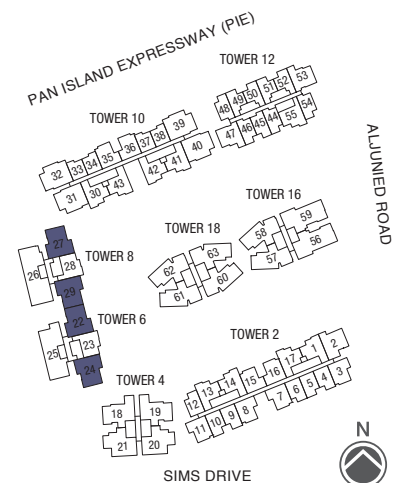 PAN ISLAND EXPRESSWAY (PIE)
TOWER 12
48 49 50 51 52 53
47 46 45 44 55 54
TOWER 10
32 33 34 35 36 37 38 39
31 30 43 42 41 40
ALJUNIED ROAD
TOWER 16
58 59
57 56
TOWER 18
62 63
61 60
TOWER 8
27
26 28
29
TOWER 6
22
25 23
24
TOWER 2
12 13 14 15 16 17 1 2
11 10 9 8 7 6 5 4 3
TOWER 4
18 19
21 20
SIMS DRIVE
N